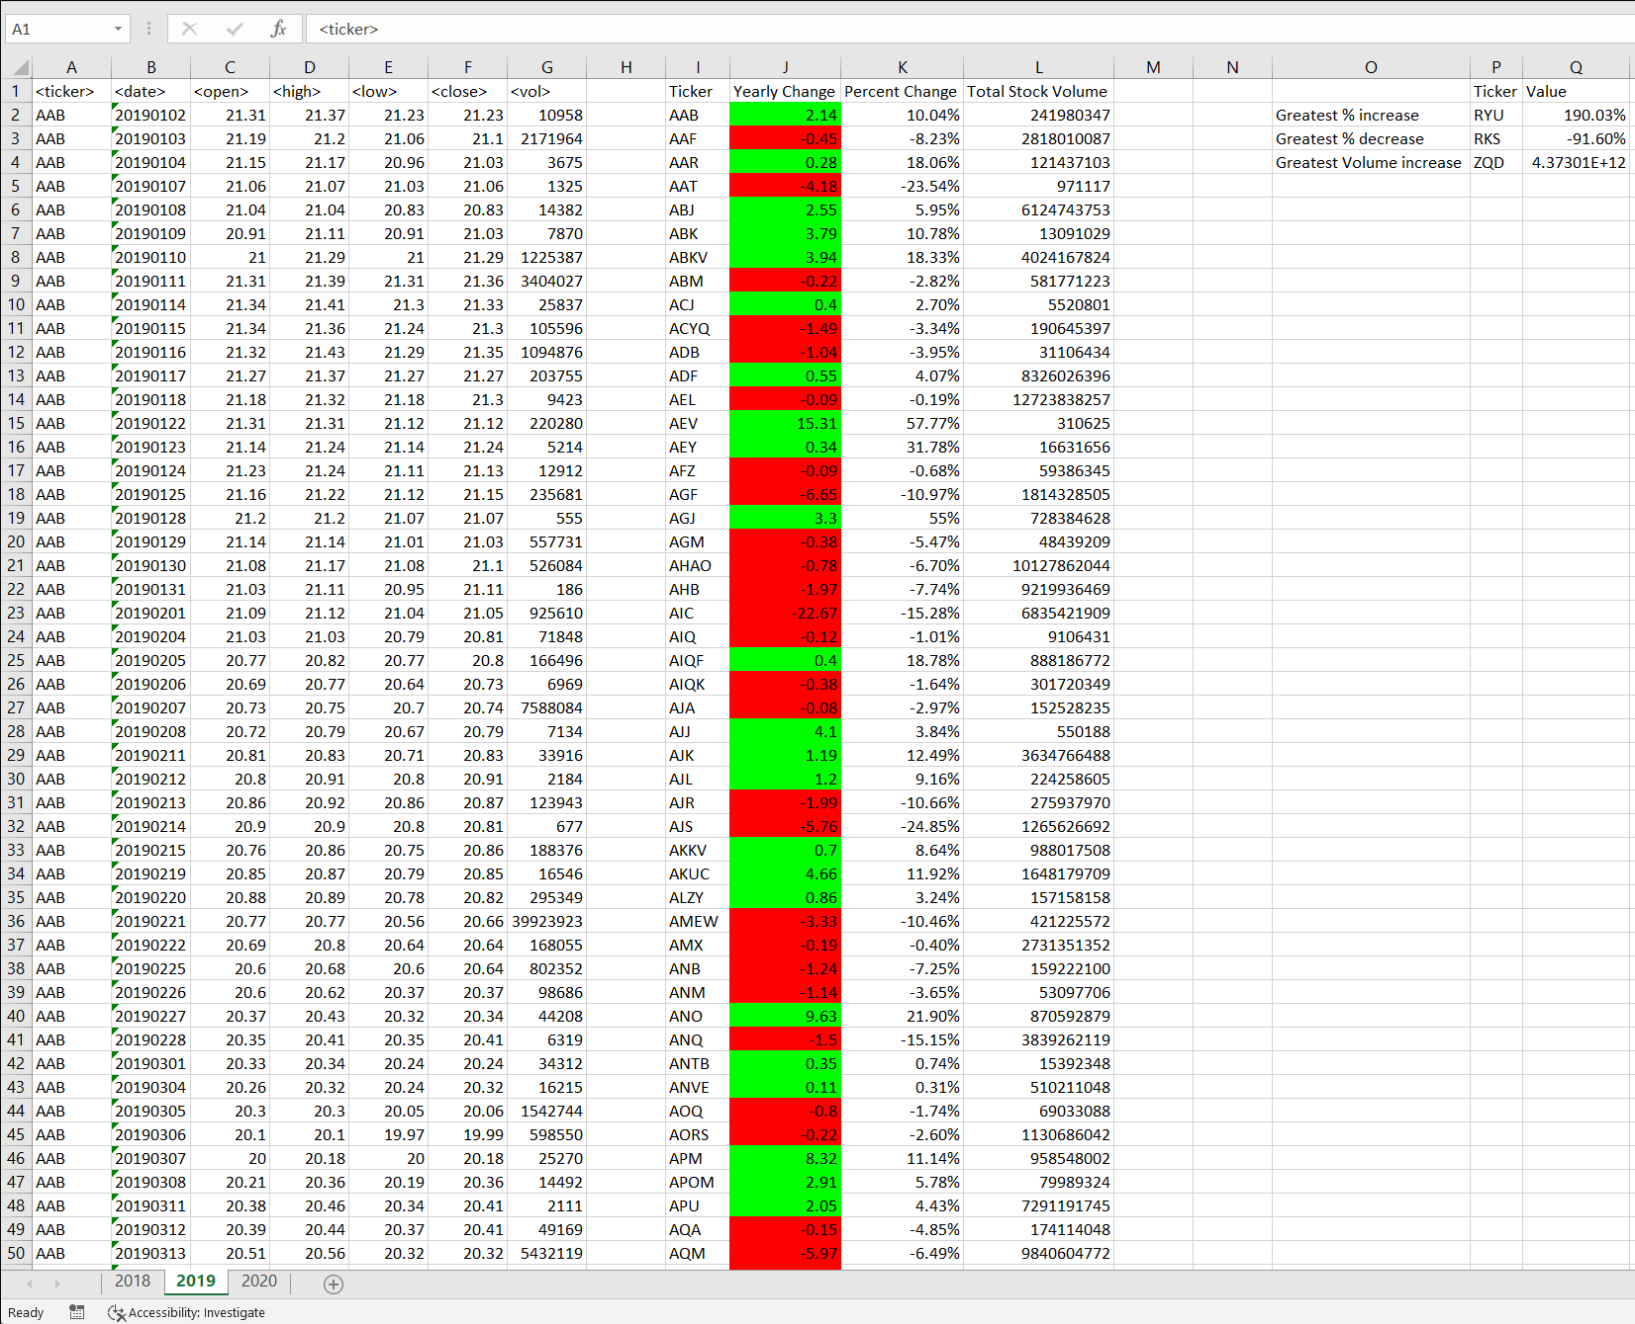 A1 fx <ticker>
A B C D E F G H I J K L M N O P Q
1 <ticker> <date> <open> <high> <low> <close> <vol> Ticker Yearly Change Percent Change Total Stock Volume Ticker Value
2 AAB 20190102 21.31 21.37 21.23 21.23 10958 AAB 2.14 10.04% 241980347 Greatest % increase RYU 190.03%
3 AAB 20190103 21.19 21.2 21.06 21.1 2171964 AAF -0.45 -8.23% 2818010087 Greatest % decrease RKS -91.60%
4 AAB 20190104 21.15 21.17 20.96 21.03 3675 AAR 0.28 18.06% 121437103 Greatest Volume increase ZQD 4.37301E+12
5 AAB 20190107 21.06 21.07 21.03 21.06 1325 AAT -4.18 -23.54% 971117
6 AAB 20190108 21.04 21.04 20.83 20.83 14382 ABJ 2.55 5.95% 6124743753
7 AAB 20190109 20.91 21.11 20.91 21.03 7870 ABK 3.79 10.78% 13091029
8 AAB 20190110 21 21.29 21 21.29 1225387 ABKV 3.94 18.33% 4024167824
9 AAB 20190111 21.31 21.39 21.31 21.36 3404027 ABM -0.22 -2.82% 581771223
10 AAB 20190114 21.34 21.41 21.3 21.33 25837 ACJ 0.4 2.70% 5520801
11 AAB 20190115 21.34 21.36 21.24 21.3 105596 ACYQ -1.49 -3.34% 190645397
12 AAB 20190116 21.32 21.43 21.29 21.35 1094876 ADB -1.04 -3.95% 31106434
13 AAB 20190117 21.27 21.37 21.27 21.27 203755 ADF 0.55 4.07% 8326026396
14 AAB 20190118 21.18 21.32 21.18 21.3 9423 AEL -0.09 -0.19% 12723838257
15 AAB 20190122 21.31 21.31 21.12 21.12 220280 AEV 15.31 57.77% 310625
16 AAB 20190123 21.14 21.24 21.14 21.24 5214 AEY 0.34 31.78% 16631656
17 AAB 20190124 21.23 21.24 21.11 21.13 12912 AFZ -0.09 -0.68% 59386345
18 AAB 20190125 21.16 21.22 21.12 21.15 235681 AGF -6.65 -10.97% 1814328505
19 AAB 20190128 21.2 21.2 21.07 21.07 555 AGJ 3.3 55% 728384628
20 AAB 20190129 21.14 21.14 21.01 21.03 557731 AGM -0.38 -5.47% 48439209
21 AAB 20190130 21.08 21.17 21.08 21.1 526084 AHAO -0.78 -6.70% 10127862044
22 AAB 20190131 21.03 21.11 20.95 21.11 186 AHB -1.97 -7.74% 9219936469
23 AAB 20190201 21.09 21.12 21.04 21.05 925610 AIC -22.67 -15.28% 6835421909
24 AAB 20190204 21.03 21.03 20.79 20.81 71848 AIQ -0.12 -1.01% 9106431
25 AAB 20190205 20.77 20.82 20.77 20.8 166496 AIQF 0.4 18.78% 888186772
26 AAB 20190206 20.69 20.77 20.64 20.73 6969 AIQK -0.38 -1.64% 301720349
27 AAB 20190207 20.73 20.75 20.7 20.74 7588084 AJA -0.08 -2.97% 152528235
28 AAB 20190208 20.72 20.79 20.67 20.79 7134 AJJ 4.1 3.84% 550188
29 AAB 20190211 20.81 20.83 20.71 20.83 33916 AJK 1.19 12.49% 3634766488
30 AAB 20190212 20.8 20.91 20.8 20.91 2184 AJL 1.2 9.16% 224258605
31 AAB 20190213 20.86 20.92 20.86 20.87 123943 AJR -1.99 -10.66% 275937970
32 AAB 20190214 20.9 20.9 20.8 20.81 677 AJS -5.76 -24.85% 1265626692
33 AAB 20190215 20.76 20.86 20.75 20.86 188376 AKKV 0.7 8.64% 988017508
34 AAB 20190219 20.85 20.87 20.79 20.85 16546 AKUC 4.66 11.92% 1648179709
35 AAB 20190220 20.88 20.89 20.78 20.82 295349 ALZY 0.86 3.24% 157158158
36 AAB 20190221 20.77 20.77 20.56 20.66 39923923 AMEW -3.33 -10.46% 421225572
37 AAB 20190222 20.69 20.8 20.64 20.64 168055 AMX -0.19 -0.40% 2731351352
38 AAB 20190225 20.6 20.68 20.6 20.64 802352 ANB -1.24 -7.25% 159222100
39 AAB 20190226 20.6 20.62 20.37 20.37 98686 ANM -1.14 -3.65% 53097706
40 AAB 20190227 20.37 20.43 20.32 20.34 44208 ANO 9.63 21.90% 870592879
41 AAB 20190228 20.35 20.41 20.35 20.41 6319 ANQ -1.5 -15.15% 3839262119
42 AAB 20190301 20.33 20.34 20.24 20.24 34312 ANTB 0.35 0.74% 15392348
43 AAB 20190304 20.26 20.32 20.24 20.32 16215 ANVE 0.11 0.31% 510211048
44 AAB 20190305 20.3 20.3 20.05 20.06 1542744 AOQ -0.8 -1.74% 69033088
45 AAB 20190306 20.1 20.1 19.97 19.99 598550 AORS -0.22 -2.60% 1130686042
46 AAB 20190307 20 20.18 20 20.18 25270 APM 8.32 11.14% 958548002
47 AAB 20190308 20.21 20.36 20.19 20.36 14492 APOM 2.91 5.78% 79989324
48 AAB 20190311 20.38 20.46 20.34 20.41 2111 APU 2.05 4.43% 7291191745
49 AAB 20190312 20.39 20.44 20.37 20.41 49169 AQA -0.15 -4.85% 174114048
50 AAB 20190313 20.51 20.56 20.32 20.32 5432119 AQM -5.97 -6.49% 9840604772
2018 2019 2020
Ready Accessibility: Investigate